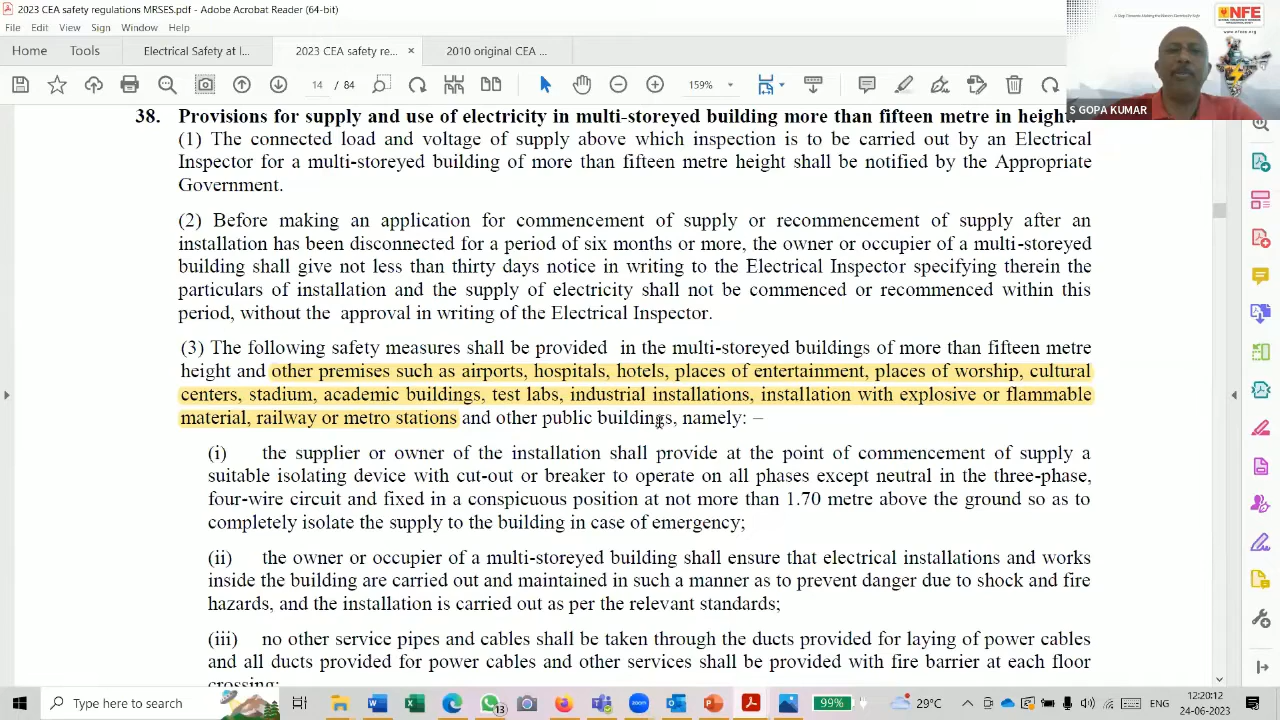 2023 CEA safety regulations MRSES.pdf - Adobe Acrobat Reader (64-bit)
File Edit View Sign Window Help
Home Tools Electrical Safety at I... 2023 CEA safety re... × 2010 original
14 / 84 159%
NFE
S GOPA KUMAR
38. Provisions for supply and use of electricity in multi-storeyed building more than fifteen metre in heigh
(1) The connected load and voltage of supply above which inspection is to be carried out by an Electrical
Inspector for a multi-storeyed building of more than fifteen metre height shall be notified by the Appropriate
Government.
(2) Before making an application for commencement of supply or recommencement of supply after an
installation has been disconnected for a period of six months or more, the owner or occupier of a multi-storeyed
building shall give not less than thirty days notice in writing to the Electrical Inspector specifying therein the
particulars of installation and the supply of electricity shall not be commenced or recommenced within this
period, without the approval in writing of the Electrical Inspector.
(3) The following safety measures shall be provided in the multi-storeyed buildings of more than fifteen metre
height and other premises such as airports, hospitals, hotels, places of entertainment, places of worship, cultural
centers, stadium, academic buildings, test lab or industrial installations, installation with explosive or flammable
material, railway or metro stations and other public buildings, namely: –
(i) the supplier or owner of the installation shall provide at the point of commencement of supply a
suitable isolating device with cut-out or breaker to operate on all phases except neutral in the three-phase,
four-wire circuit and fixed in a conspicuous position at not more than 1.70 metre above the ground so as to
completely isolate the supply to the building in case of emergency;
(ii) the owner or occupier of a multi-storeyed building shall ensure that electrical installations and works
inside the building are carried out and maintained in such a manner as to prevent danger due to shock and fire
hazards, and the installation is carried out as per the relevant standards;
(iii) no other service pipes and cables shall be taken through the ducts provided for laying of power cables
and all ducts provided for power cables and other services shall be provided with fire barrier at each floor
crossing;
Type here to search 99% 29°C ENG 12:20:12
24-06-2023